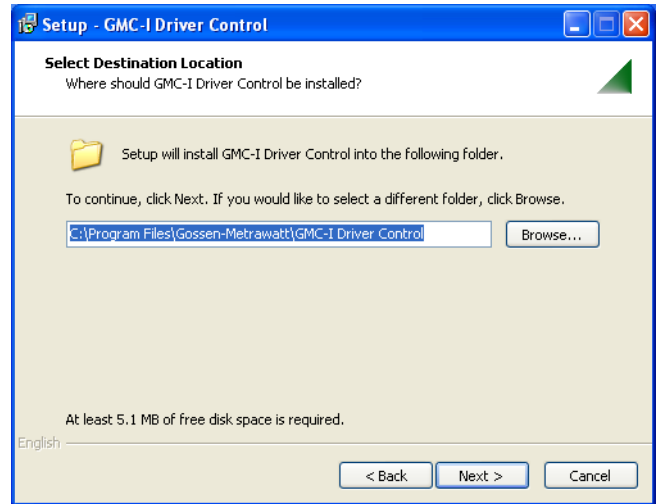 Setup - GMC-I Driver Control
Select Destination Location
Where should GMC-I Driver Control be installed?
Setup will install GMC-I Driver Control into the following folder.
To continue, click Next. If you would like to select a different folder, click Browse.
C:\Program Files\Gossen-Metrawatt\GMC-I Driver Control
Browse...
At least 5.1 MB of free disk space is required.
English
< Back
Next >
Cancel